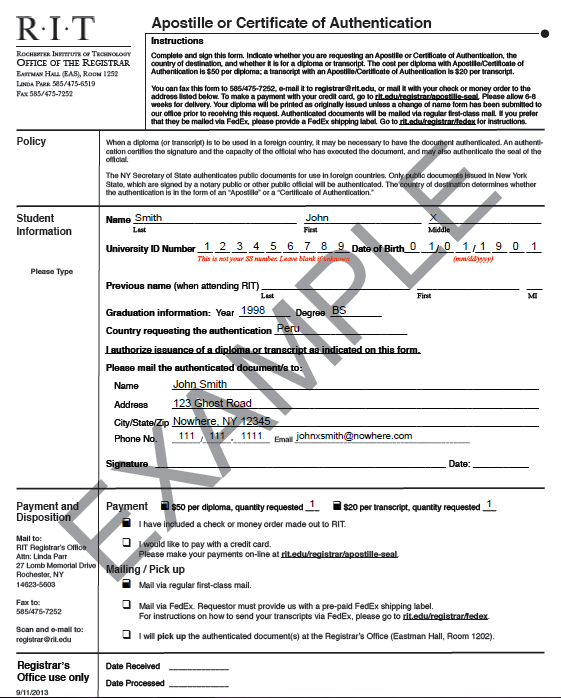 R·I·T
ROCHESTER INSTITUTE OF TECHNOLOGY
OFFICE OF THE REGISTRAR
EASTMAN HALL (EAS), ROOM 1252
LINDA PARR 585/475-6519
FAX 585/475-7252
Apostille or Certificate of Authentication
Instructions
Complete and sign this form. Indicate whether you are requesting an Apostille or Certificate of Authentication, the
country of destination, and whether it is for a diploma or transcript. The cost per diploma with Apostille/Certificate of
Authentication is $50 per diploma; a transcript with an Apostille/Certificate of Authentication is $20 per transcript.
You can fax this form to 585/475-7252, e-mail it to registrar@rit.edu, or mail it with your check or money order to the
address listed below. To make a payment with your credit card, go to rit.edu/registrar/apostille-seal. Please allow 6-8
weeks for delivery. Your diploma will be printed as originally issued unless a change of name form has been submitted to
our office prior to receiving this request. Authenticated documents will be mailed via regular first-class mail. If you prefer
that they be mailed via FedEx, please provide a FedEx shipping label. Go to rit.edu/registrar/fedex for instructions.
Policy
When a diploma (or transcript) is to be used in a foreign country, it may be necessary to have the document authenticated. An authenti-
cation certifies the signature and the capacity of the official who has executed the document, and may also authenticate the seal of the
official.
The NY Secretary of State authenticates public documents for use in foreign countries. Only public documents issued in New York
State, which are signed by a notary public or other public official will be authenticated. The country of destination determines whether
the authentication is in the form of an "Apostille" or a "Certificate of Authentication."
Student
Information
Please Type
Name Smith John X
Last First Middle
University ID Number 1 2 3 4 5 6 7 8 9 Date of Birth 0 1 / 0 1 / 1 9 0 1
This is not your SS number. Leave blank if unknown. (mm/dd/yyyy)
Previous name (when attending RIT)
Last First MI
Graduation information: Year 1998 Degree BS
Country requesting the authentication Peru
I authorize issuance of a diploma or transcript as indicated on this form.
Please mail the authenticated document/s to:
Name John Smith
Address 123 Ghost Road
City/State/Zip Nowhere, NY 12345
Phone No. 111 / 111 - 1111 Email johnxsmith@nowhere.com
Signature Date:
EXAMPLE
Payment and
Disposition
Mail to:
RIT Registrar's Office
Attn: Linda Parr
27 Lomb Memorial Drive
Rochester, NY
14623-5603
Fax to:
585/475-7252
Scan and e-mail to:
registrar@rit.edu
Payment $50 per diploma, quantity requested 1 $20 per transcript, quantity requested 1
I have included a check or money order made out to RIT.
I would like to pay with a credit card.
Please make your payments on-line at rit.edu/registrar/apostille-seal.
Mailing / Pick up
Mail via regular first-class mail.
Mail via FedEx. Requestor must provide us with a pre-paid FedEx shipping label.
For instructions on how to send your transcripts via FedEx, please go to rit.edu/registrar/fedex.
I will pick up the authenticated document(s) at the Registrar's Office (Eastman Hall, Room 1202).
Registrar's
Office use only
9/11/2013
Date Received
Date Processed